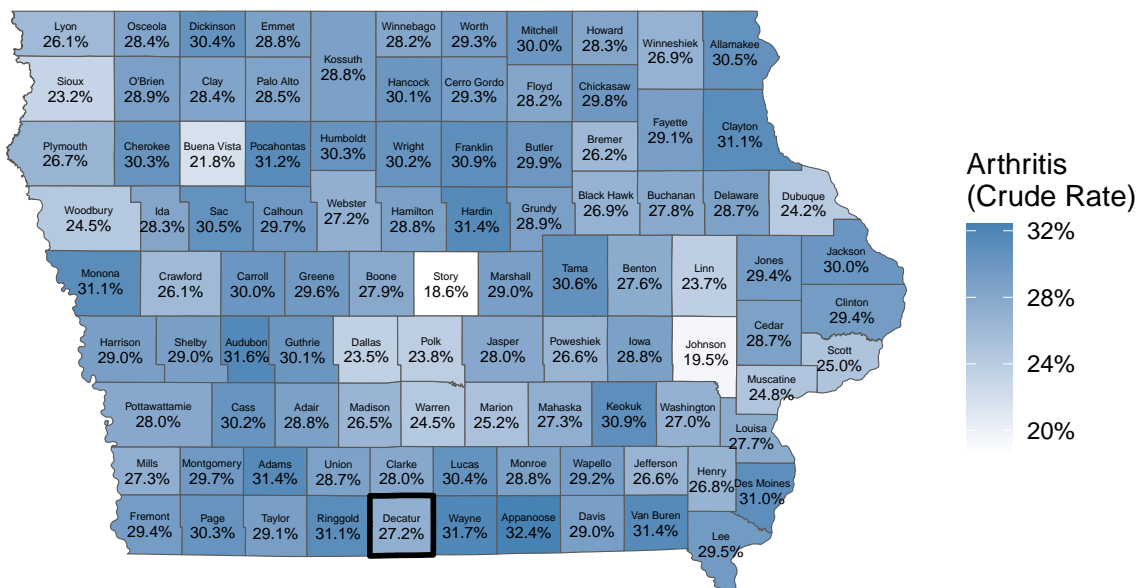 Lyon
26.1%
Osceola
28.4%
Dickinson
30.4%
Emmet
28.8%
Kossuth
28.8%
Winnebago
28.2%
Worth
29.3%
Mitchell
30.0%
Howard
28.3%
Winneshiek
26.9%
Allamakee
30.5%
Sioux
23.2%
O'Brien
28.9%
Clay
28.4%
Palo Alto
28.5%
Hancock
30.1%
Cerro Gordo
29.3%
Floyd
28.2%
Chickasaw
29.8%
Plymouth
26.7%
Cherokee
30.3%
Buena Vista
21.8%
Pocahontas
31.2%
Humboldt
30.3%
Wright
30.2%
Franklin
30.9%
Butler
29.9%
Bremer
26.2%
Fayette
29.1%
Clayton
31.1%
Woodbury
24.5%
Ida
28.3%
Sac
30.5%
Calhoun
29.7%
Webster
27.2%
Hamilton
28.8%
Hardin
31.4%
Grundy
28.9%
Black Hawk
26.9%
Buchanan
27.8%
Delaware
28.7%
Dubuque
24.2%
Monona
31.1%
Crawford
26.1%
Carroll
30.0%
Greene
29.6%
Boone
27.9%
Story
18.6%
Marshall
29.0%
Tama
30.6%
Benton
27.6%
Linn
23.7%
Jones
29.4%
Jackson
30.0%
Clinton
29.4%
Harrison
29.0%
Shelby
29.0%
Audubon
31.6%
Guthrie
30.1%
Dallas
23.5%
Polk
23.8%
Jasper
28.0%
Poweshiek
26.6%
Iowa
28.8%
Johnson
19.5%
Cedar
28.7%
Scott
25.0%
Muscatine
24.8%
Pottawattamie
28.0%
Cass
30.2%
Adair
28.8%
Madison
26.5%
Warren
24.5%
Marion
25.2%
Mahaska
27.3%
Keokuk
30.9%
Washington
27.0%
Louisa
27.7%
Mills
27.3%
Montgomery
29.7%
Adams
31.4%
Union
28.7%
Clarke
28.0%
Lucas
30.4%
Monroe
28.8%
Wapello
29.2%
Jefferson
26.6%
Henry
26.8%
Des Moines
31.0%
Fremont
29.4%
Page
30.3%
Taylor
29.1%
Ringgold
31.1%
Decatur
27.2%
Wayne
31.7%
Appanoose
32.4%
Davis
29.0%
Van Buren
31.4%
Lee
29.5%
Arthritis
(Crude Rate)
32%
28%
24%
20%